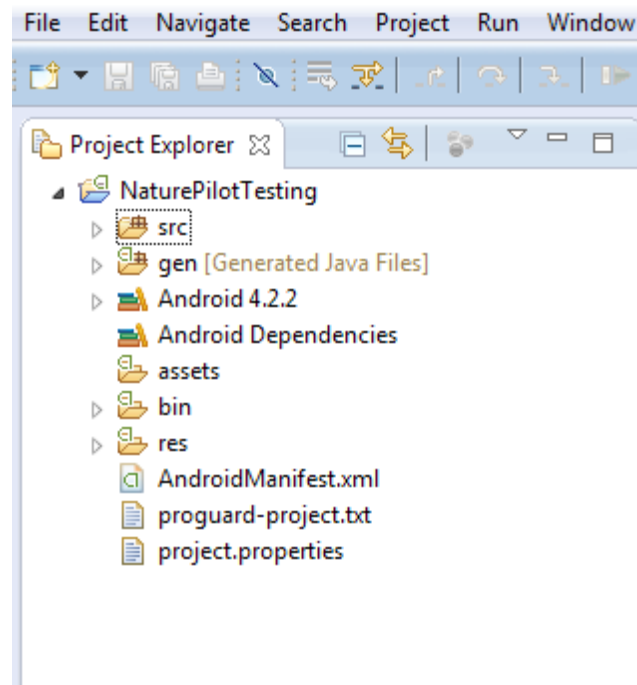 File Edit Navigate Search Project Run Window
Project Explorer
NaturePilotTesting
src
gen [Generated Java Files]
Android 4.2.2
Android Dependencies
assets
bin
res
AndroidManifest.xml
proguard-project.txt
project.properties